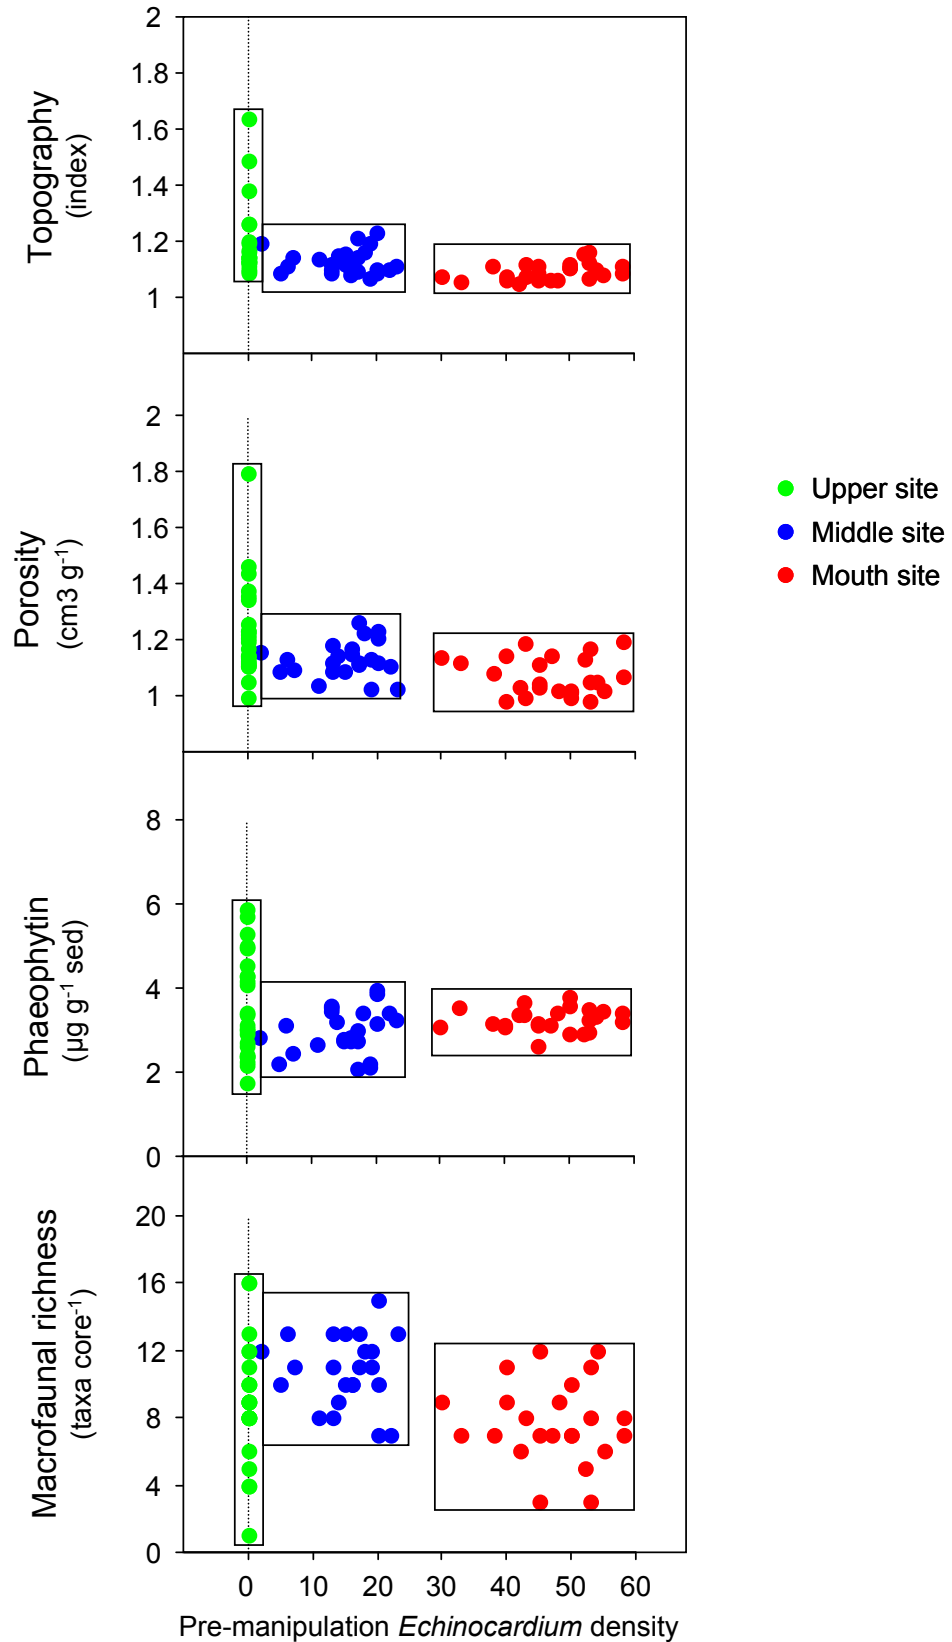 Topography
(index)
2
1.8
1.6
1.4
1.2
1
Porosity
(cm3 g⁻¹)
2
1.8
1.6
1.4
1.2
1
Upper site
Middle site
Mouth site
Phaeophytin
(µg g⁻¹ sed)
8
6
4
2
0
Macrofaunal richness
(taxa core⁻¹)
20
16
12
8
4
0
0 10 20 30 40 50 60
Pre-manipulation Echinocardium density